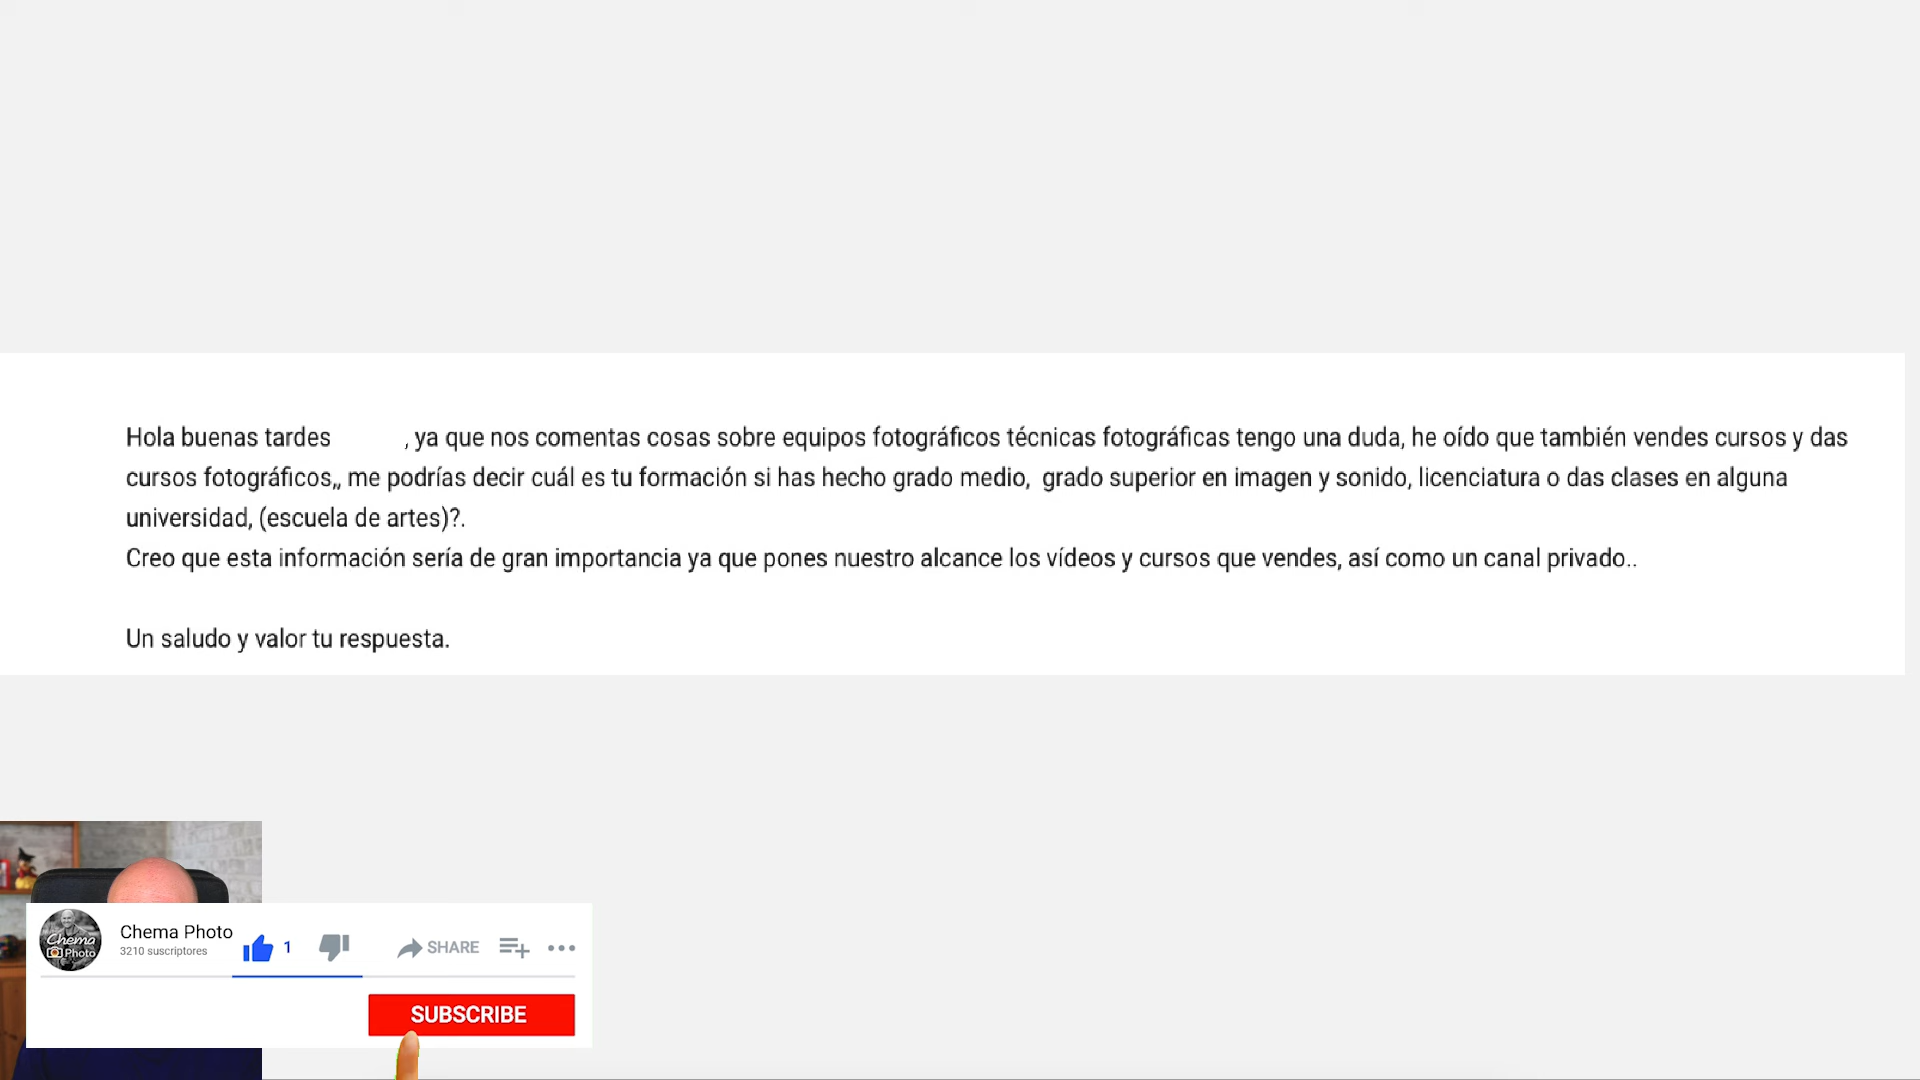 Hola buenas tardes , ya que nos comentas cosas sobre equipos fotográficos técnicas fotográficas tengo una duda, he oído que también vendes cursos y das
cursos fotográficos,, me podrías decir cuál es tu formación si has hecho grado medio, grado superior en imagen y sonido, licenciatura o das clases en alguna
universidad, (escuela de artes)?.
Creo que esta información sería de gran importancia ya que pones nuestro alcance los vídeos y cursos que vendes, así como un canal privado..
Un saludo y valor tu respuesta.
Chema Photo
3210 suscriptores
Chema
Photo
1
SHARE
SUBSCRIBE